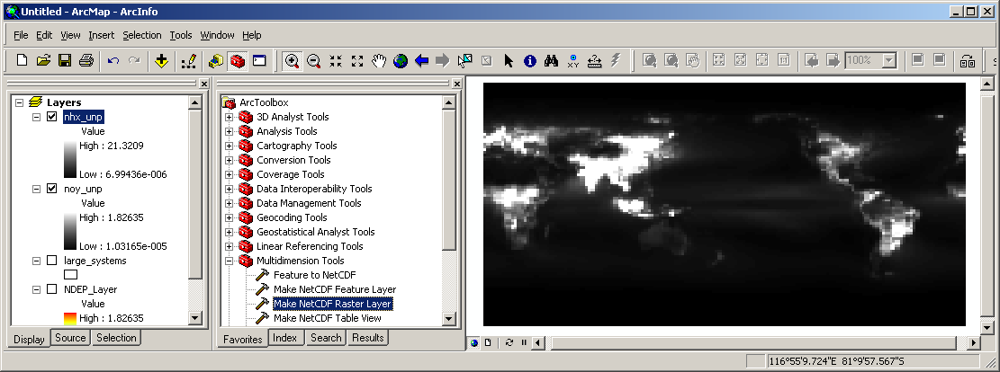 Untitled - ArcMap - ArcInfo
File Edit View Insert Selection Tools Window Help
100%
Layers
nhx_unp
Value
High : 21.3209
Low : 6.99436e-006
noy_unp
Value
High : 1.82635
Low : 1.03165e-005
large_systems
NDEP_Layer
Value
High : 1.82635
Display Source Selection
ArcToolbox
3D Analyst Tools
Analysis Tools
Cartography Tools
Conversion Tools
Coverage Tools
Data Interoperability Tools
Data Management Tools
Geocoding Tools
Geostatistical Analyst Tools
Linear Referencing Tools
Multidimension Tools
Feature to NetCDF
Make NetCDF Feature Layer
Make NetCDF Raster Layer
Make NetCDF Table View
Favorites Index Search Results
116°55'9.724"E 81°9'57.567"S